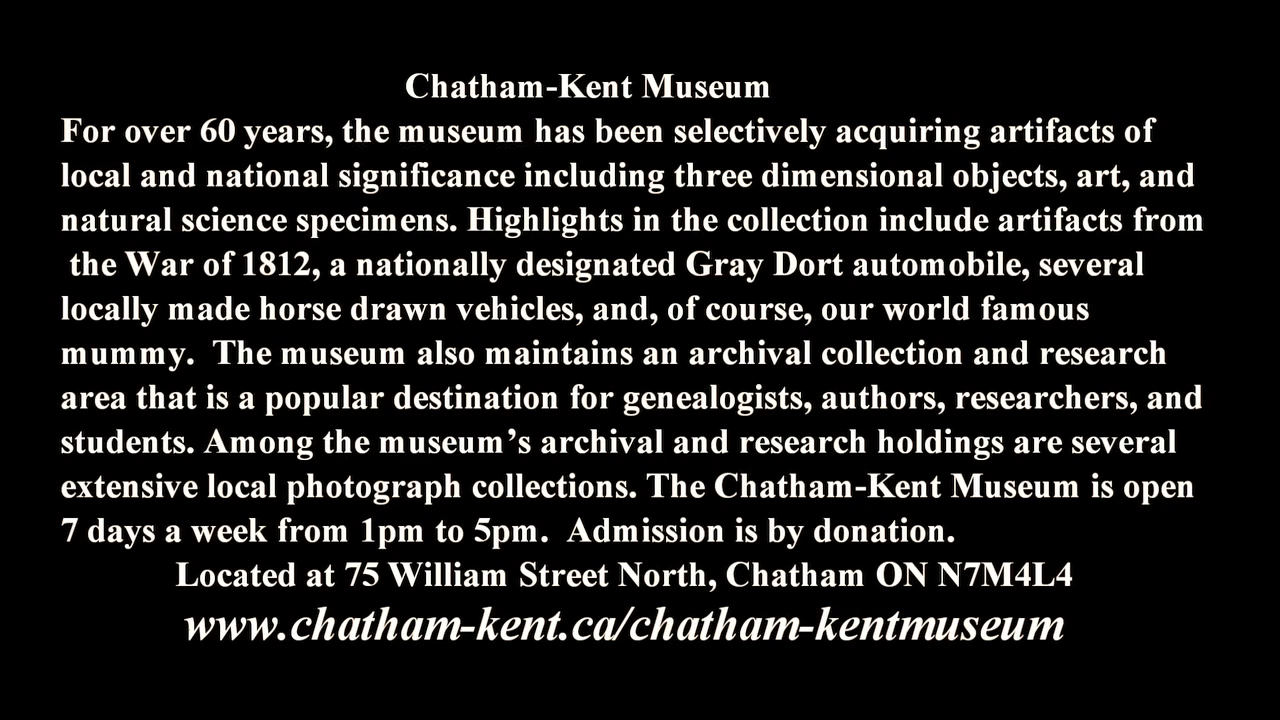 Chatham-Kent Museum
For over 60 years, the museum has been selectively acquiring artifacts of
local and national significance including three dimensional objects, art, and
natural science specimens. Highlights in the collection include artifacts from
the War of 1812, a nationally designated Gray Dort automobile, several
locally made horse drawn vehicles, and, of course, our world famous
mummy.  The museum also maintains an archival collection and research
area that is a popular destination for genealogists, authors, researchers, and
students. Among the museum’s archival and research holdings are several
extensive local photograph collections. The Chatham-Kent Museum is open
7 days a week from 1pm to 5pm.  Admission is by donation.
Located at 75 William Street North, Chatham ON N7M4L4
www.chatham-kent.ca/chatham-kentmuseum